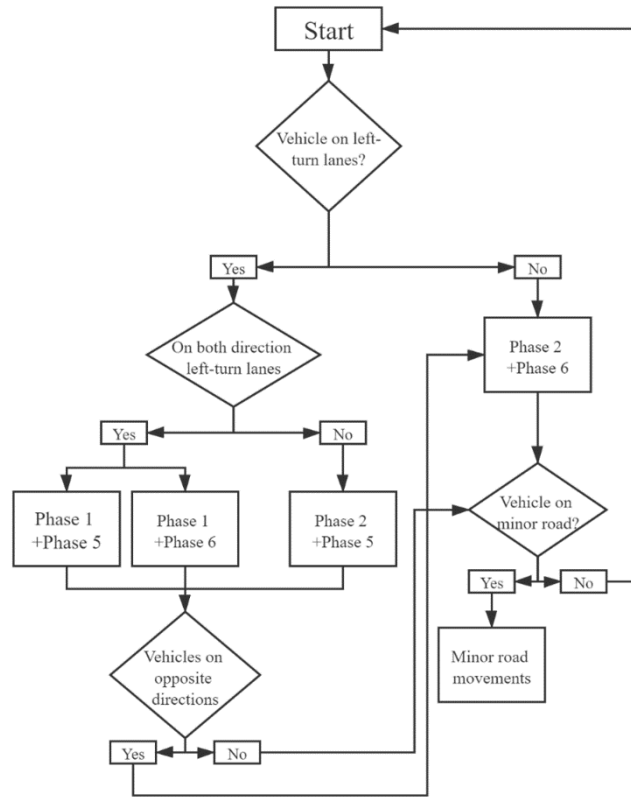 Start
Vehicle on left-
turn lanes?
Yes
No
On both direction
left-turn lanes
Phase 2
+Phase 6
Yes
No
Phase 1
+Phase 5
Phase 1
+Phase 6
Phase 2
+Phase 5
Vehicle on
minor road?
Yes
No
Vehicles on
opposite
directions
Minor road
movements
Yes
No